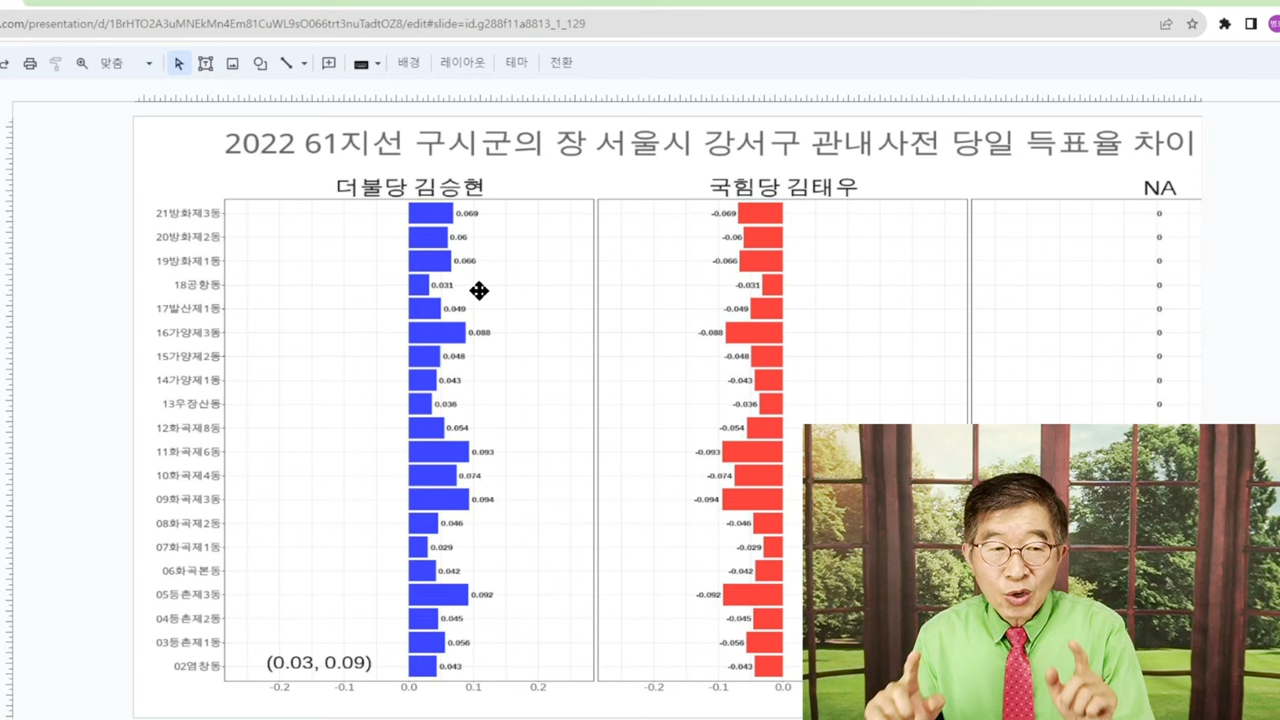 .com/presentation/d/1BrHTO2A3uMNEkMn4Em81CuWL9sO066trt3nuTadtOZ8/edit#slide=id.g288f11a8813_1_129
맞춤 배경 레이아웃 테마 전환
2022 61지선 구시군의 장 서울시 강서구 관내사전 당일 득표율 차이
더불당 김승현 국힘당 김태우 NA
21방화제3동 0.069 -0.069 0
20방화제2동 0.06 -0.06 0
19방화제1동 0.066 -0.066 0
18공항동 0.031 -0.031 0
17발산제1동 0.049 -0.049 0
16가양제3동 0.088 -0.088 0
15가양제2동 0.048 -0.048 0
14가양제1동 0.043 -0.043 0
13우장산동 0.036 -0.036 0
12화곡제8동 0.054 -0.054
11화곡제6동 0.093 -0.093
10화곡제4동 0.074 -0.074
09화곡제3동 0.094 -0.094
08화곡제2동 0.046 -0.046
07화곡제1동 0.029 -0.029
06화곡본동 0.042 -0.042
05등촌제3동 0.092 -0.092
04등촌제2동 0.045 -0.045
03등촌제1동 0.056 -0.056
02염창동 (0.03, 0.09) 0.043 -0.043
-0.2 -0.1 0.0 0.1 0.2 -0.2 -0.1 0.0